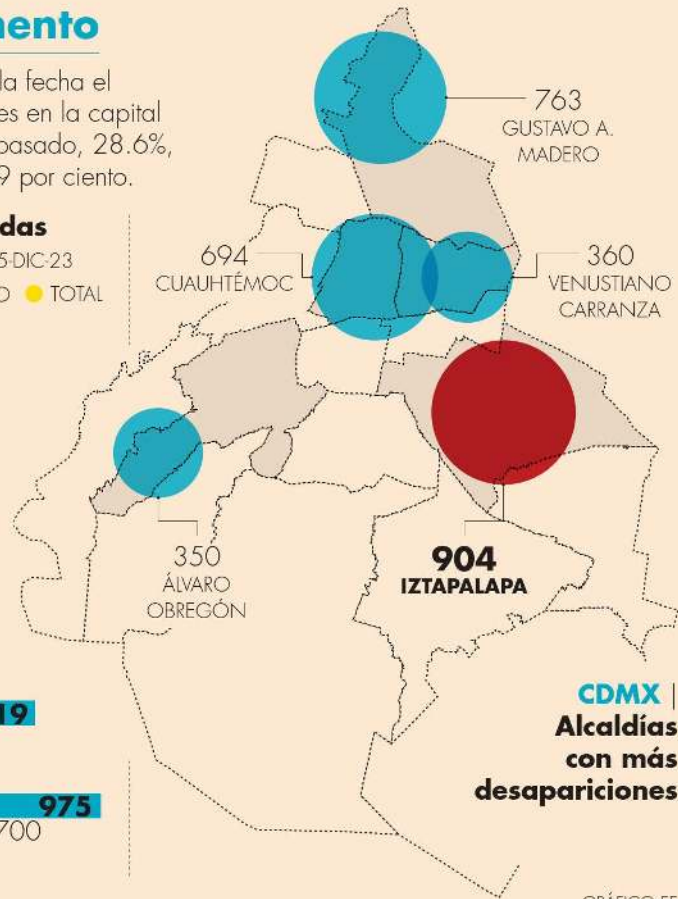 la fecha el
es en la capital
pasado, 28.6%,
9 por ciento.
5-DIC-23
TOTAL
763
GUSTAVO A.
MADERO
694
CUAUHTÉMOC
360
VENUSTIANO
CARRANZA
350
ÁLVARO
OBREGÓN
904
IZTAPALAPA
19
975
700
CDMX |
Alcaldías
con más
desapariciones
GRÁFICO